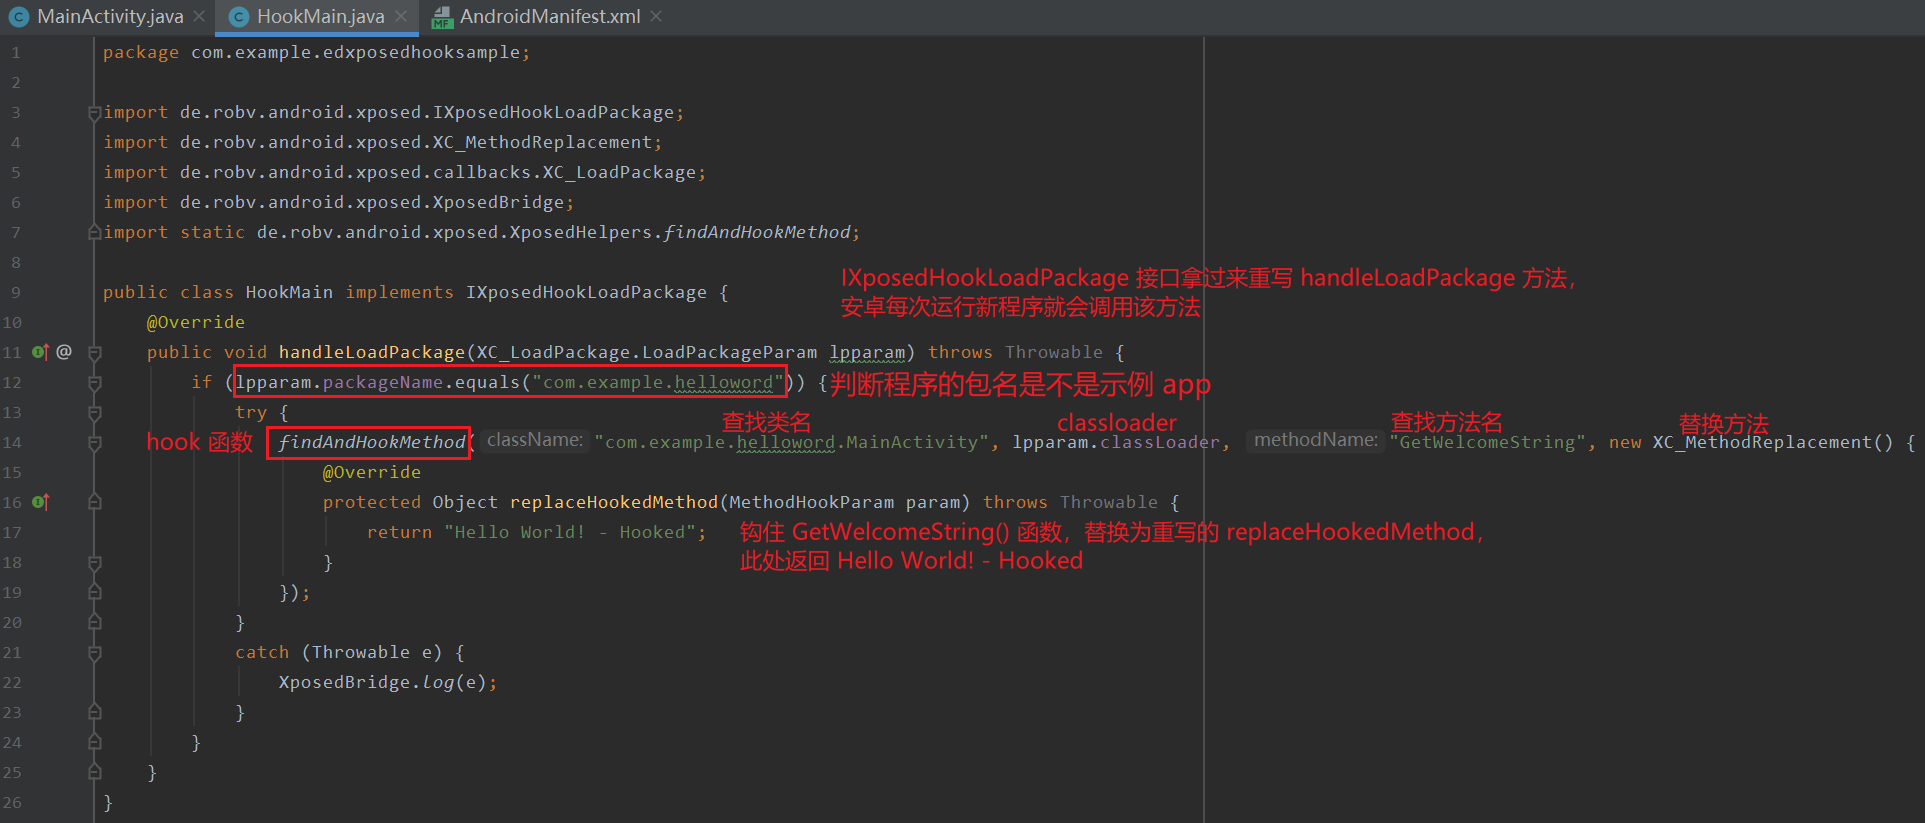 MainActivity.java HookMain.java AndroidManifest.xml
1 package com.example.edxposedhooksample;
2
3 import de.robv.android.xposed.IXposedHookLoadPackage;
4 import de.robv.android.xposed.XC_MethodReplacement;
5 import de.robv.android.xposed.callbacks.XC_LoadPackage;
6 import de.robv.android.xposed.XposedBridge;
7 import static de.robv.android.xposed.XposedHelpers.findAndHookMethod;
8
IXposedHookLoadPackage 接口拿过来重写 handleLoadPackage 方法，
9 public class HookMain implements IXposedHookLoadPackage {
安卓每次运行新程序就会调用该方法
10 @Override
11 @ public void handleLoadPackage(XC_LoadPackage.LoadPackageParam lpparam) throws Throwable {
12 if (lpparam.packageName.equals("com.example.helloword")) { 判断程序的包名是不是示例 app
13 try {
查找类名 classloader 查找方法名 替换方法
14 hook 函数 findAndHookMethod( className: "com.example.helloword.MainActivity", lpparam.classLoader, methodName: "GetWelcomeString", new XC_MethodReplacement() {
15 @Override
16 protected Object replaceHookedMethod(MethodHookParam param) throws Throwable {
17 return "Hello World! - Hooked"; 钩住 GetWelcomeString() 函数，替换为重写的 replaceHookedMethod，
此处返回 Hello World! - Hooked
18 }
19 });
20 }
21 catch (Throwable e) {
22 XposedBridge.log(e);
23 }
24 }
25 }
26 }